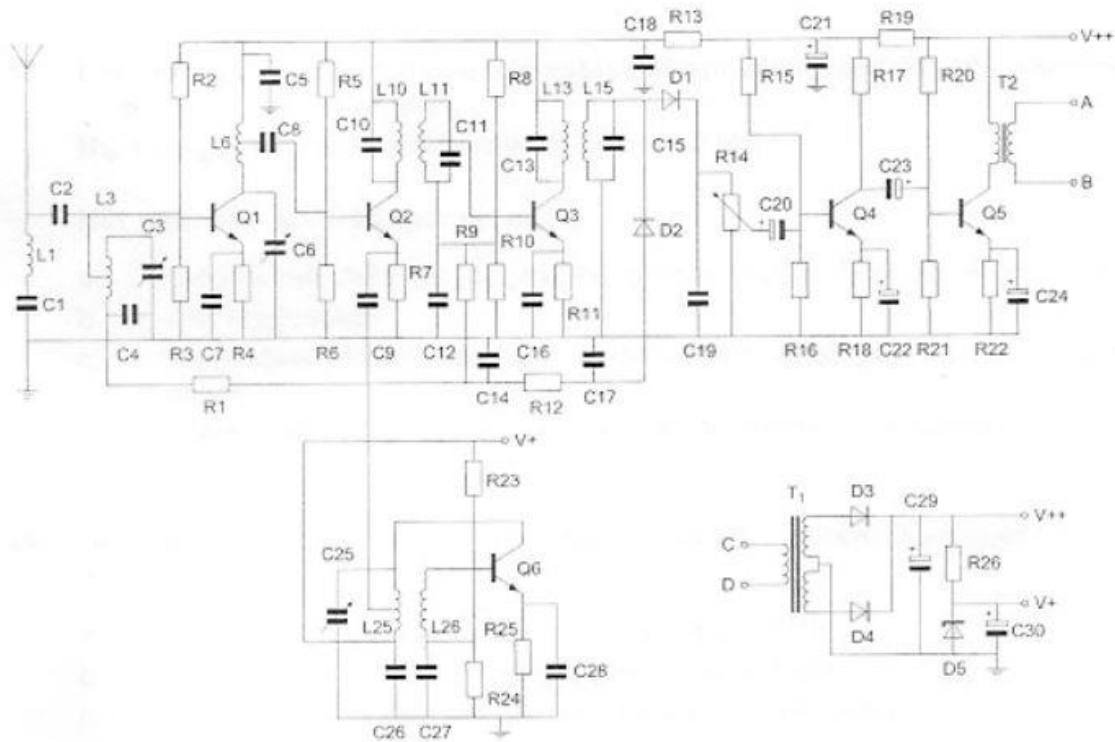 C18 R13 C21 R19 V++
R2 C5 R5 L10 L11 R8 L13 L15 D1 R15 R17 R20 T2
C8 C10 C11 C13 C15 A
L6 R14 C23
C2 L3 Q1 Q2 Q3 D2 C20 Q4 Q5 B
C3 C6 R9 R10
L1 R7
C1 R11 C24
C4 R3 C7 R4 R6 C9 C12 C16 C19 R16 R18 C22 R21 R22
R1 C14 R12 C17
V+
R23
T1 D3 C29 V++
C25 Q6 C R26
D V+
L25 L26 R25 D4 C30
R24 C28 D5
C26 C27